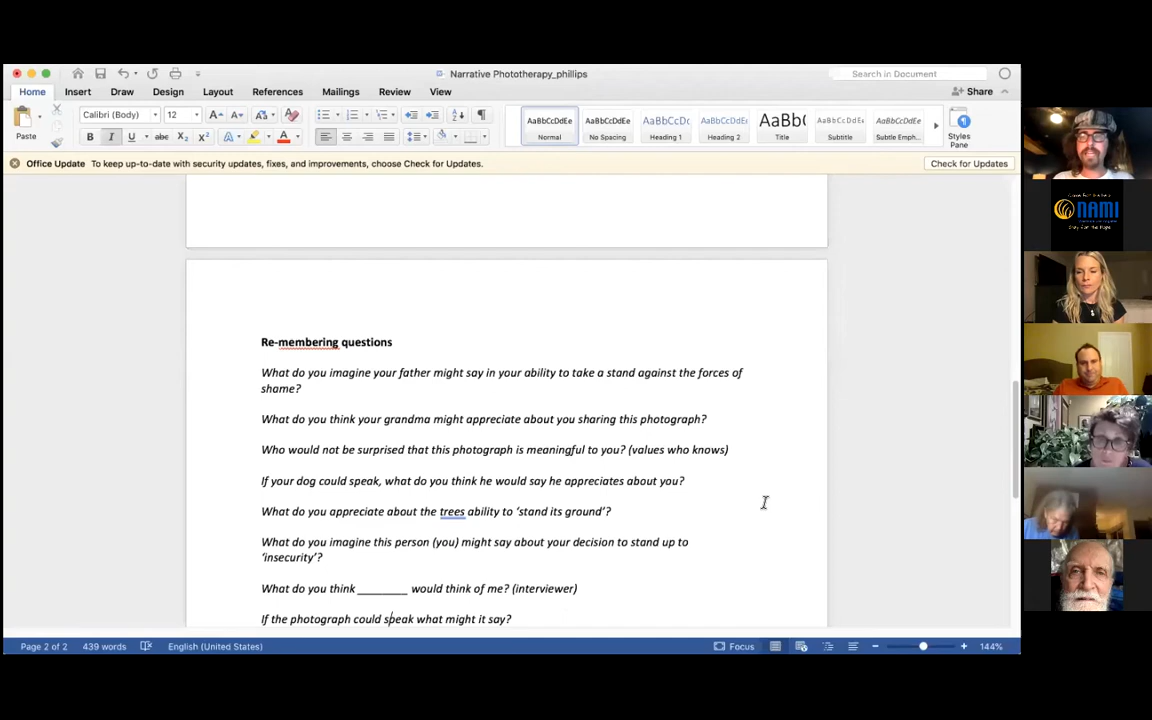 Narrative Phototherapy_phillips
Search in Document
Home Insert Draw Design Layout References Mailings Review View Share
Paste Calibri (Body) 12 AaBbCcDdEe AaBbCcDdEe AaBbCcDc AaBbCcDdEe AaBbC AaBbCcDdEe AaBbCcDdEe
B I U abc X2 X2 A A Normal No Spacing Heading 1 Heading 2 Title Subtitle Subtle Emph... Styles Pane
Office Update To keep up-to-date with security updates, fixes, and improvements, choose Check for Updates. Check for Updates
NAMI
Re-membering questions
What do you imagine your father might say in your ability to take a stand against the forces of
shame?
What do you think your grandma might appreciate about you sharing this photograph?
Who would not be surprised that this photograph is meaningful to you? (values who knows)
If your dog could speak, what do you think he would say he appreciates about you?
What do you appreciate about the trees ability to ‘stand its ground’?
What do you imagine this person (you) might say about your decision to stand up to
‘insecurity’?
What do you think ________ would think of me? (interviewer)
If the photograph could speak what might it say?
Page 2 of 2 439 words English (United States) Focus 144%